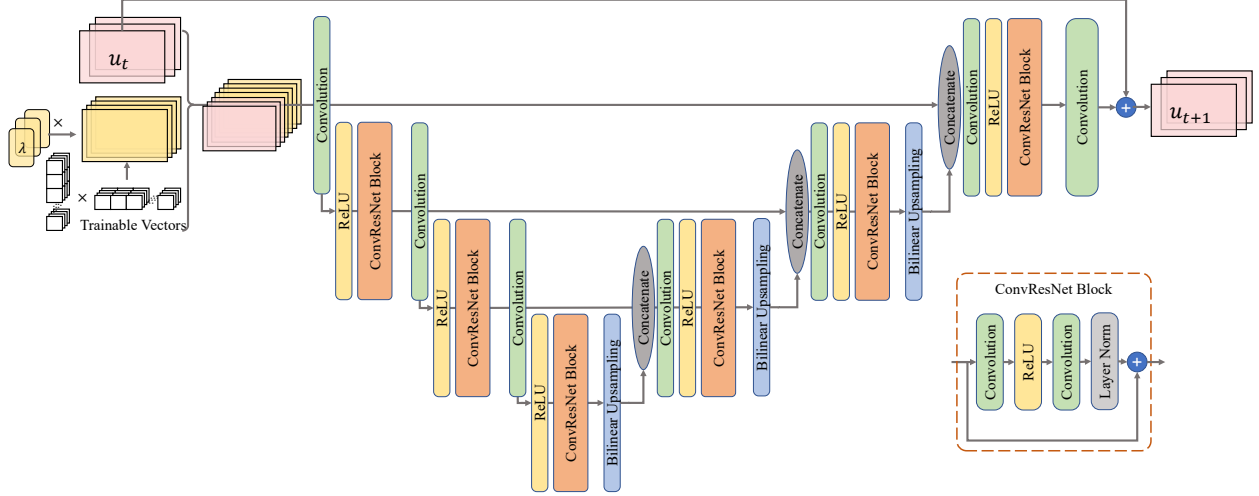 u_t
λ
×
×
Trainable Vectors
Convolution
ReLU
ConvResNet Block
Convolution
ReLU
ConvResNet Block
Convolution
ReLU
ConvResNet Block
Bilinear Upsampling
Concatenate
Convolution
ReLU
ConvResNet Block
Bilinear Upsampling
Concatenate
Convolution
ReLU
ConvResNet Block
Bilinear Upsampling
Concatenate
Convolution
ReLU
ConvResNet Block
Convolution
+
u_{t+1}
ConvResNet Block
Convolution
ReLU
Convolution
Layer Norm
+